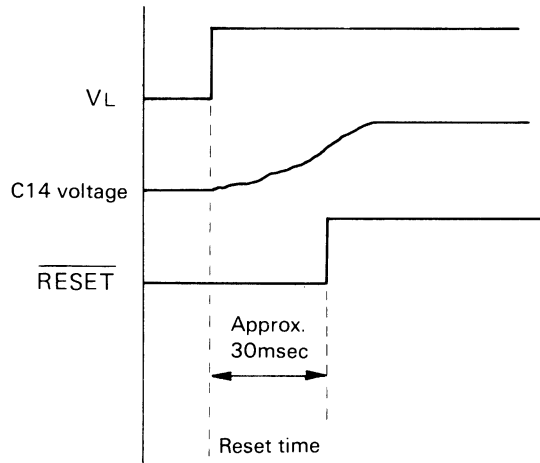 VL
C14 voltage
RESET
Approx.
30msec
Reset time